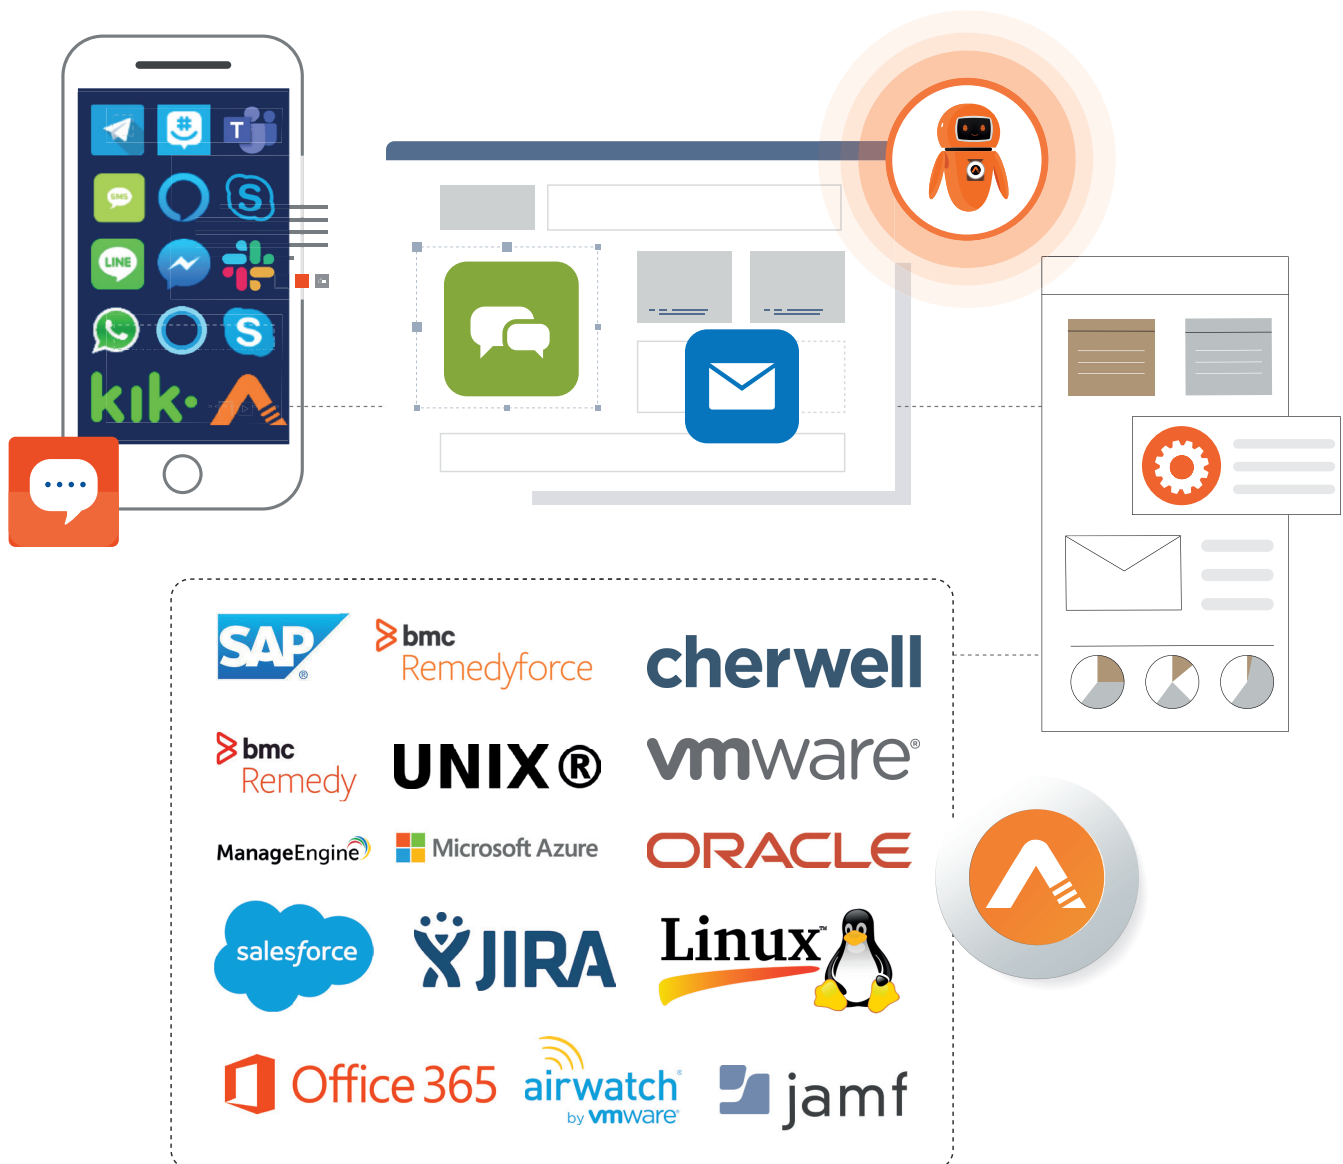 T
SMS
S
LINE
S
kik·
SAP®
bmc
Remedyforce
cherwell
bmc
Remedy
UNIX®
vmware®
ManageEngine
Microsoft Azure
ORACLE
salesforce
JIRA
Linux™
Office 365
airwatch®
by vmware®
jamf